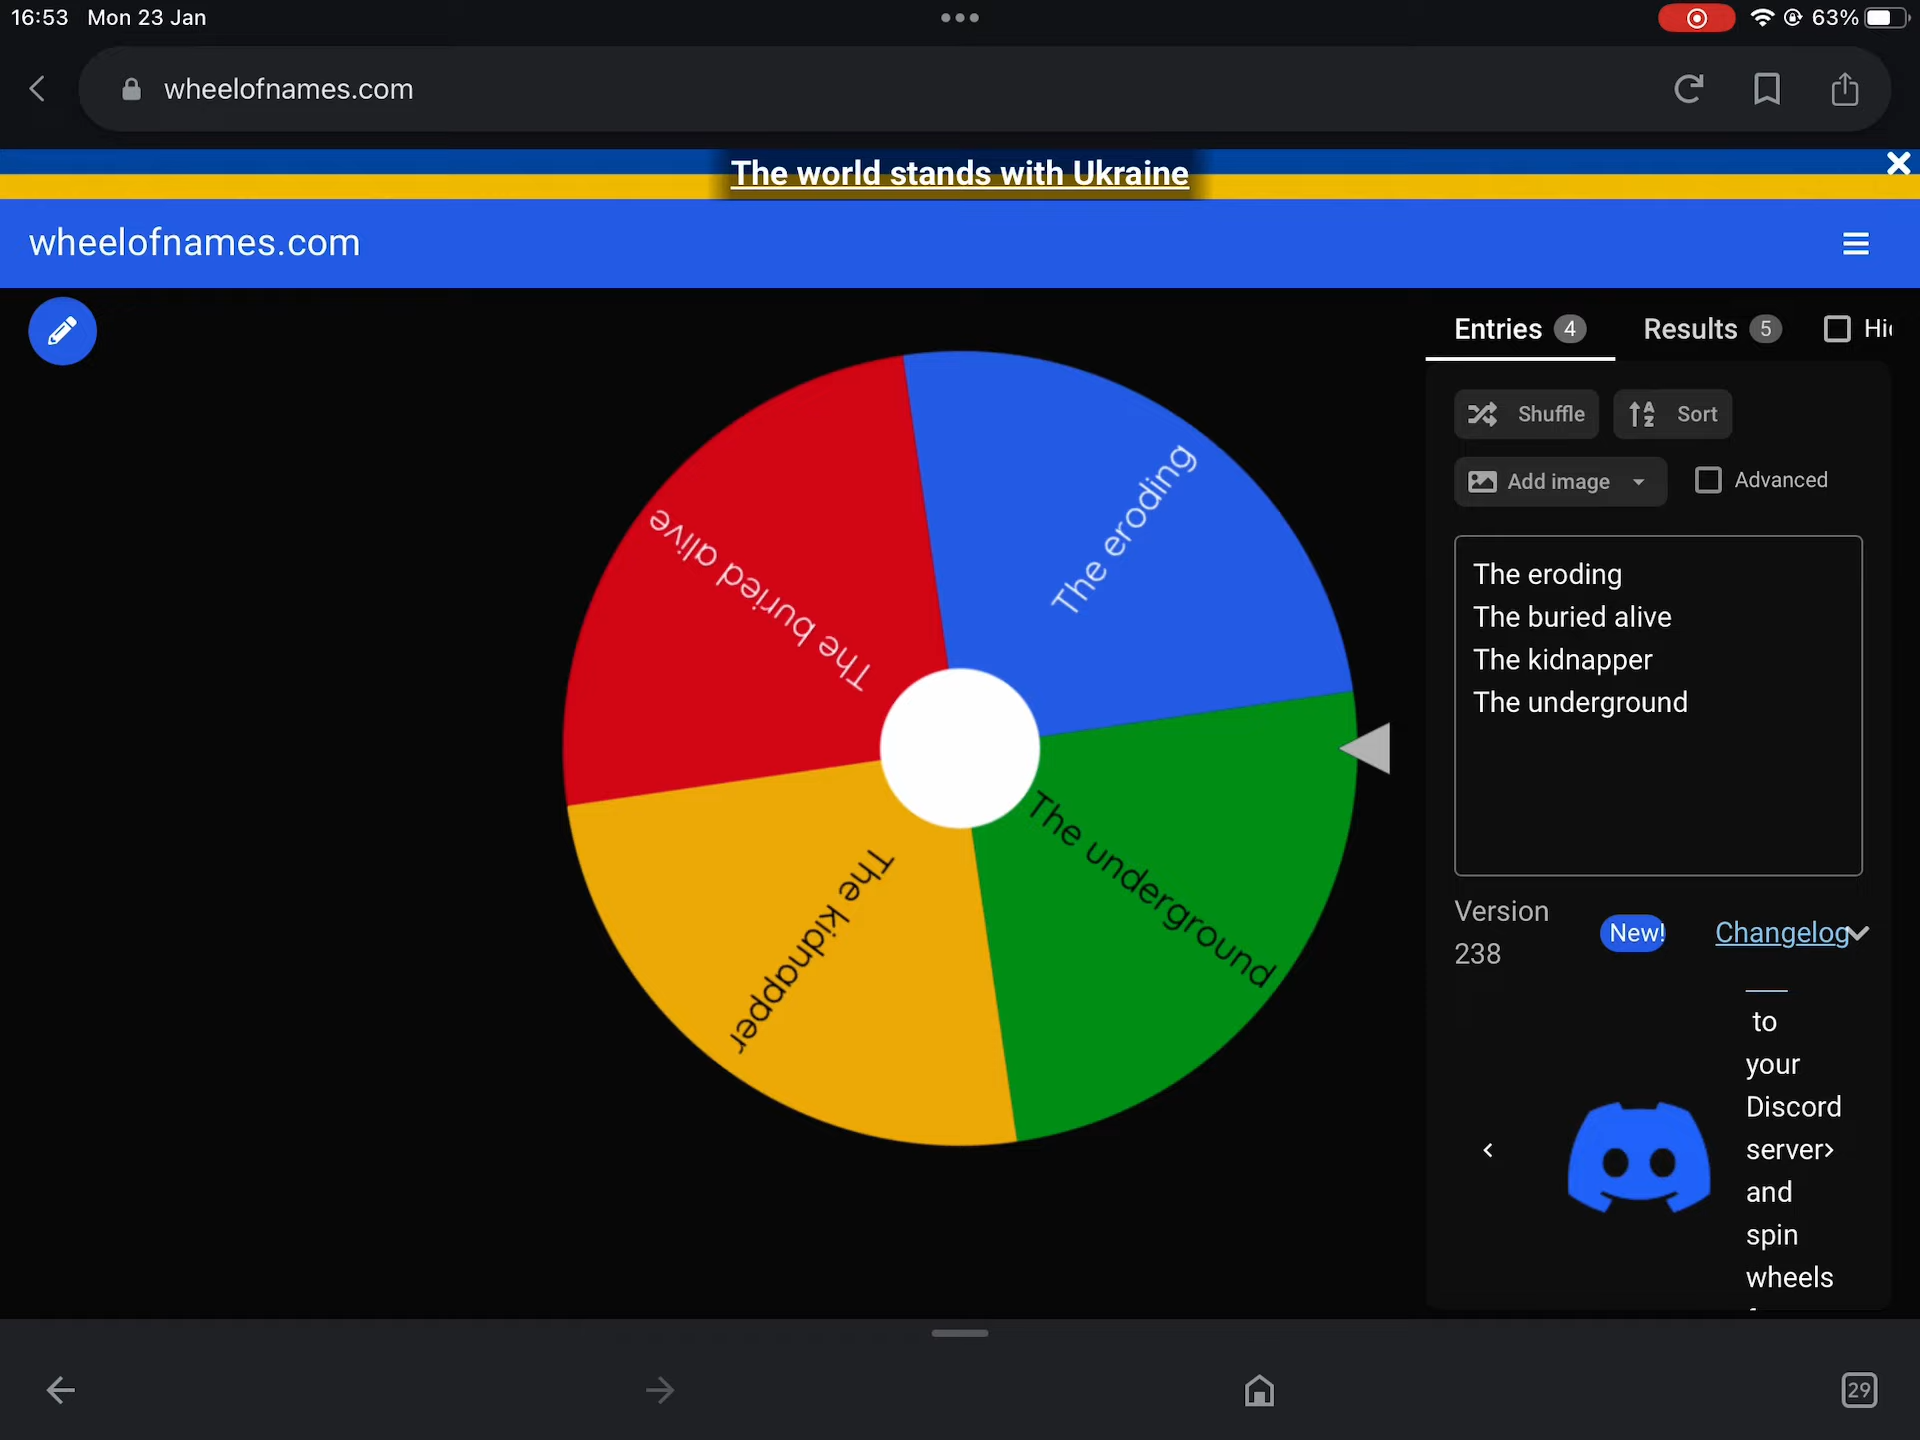 16:53 Mon 23 Jan
63%
wheelofnames.com
The world stands with Ukraine
wheelofnames.com
Entries 4 Results 5
Shuffle Sort
Add image Advanced
The eroding
The buried alive
The kidnapper
The underground
The eroding
The buried alive
The kidnapper
The underground
Version
238
New!
Changelog
to
your
Discord
server
and
spin
wheels
29